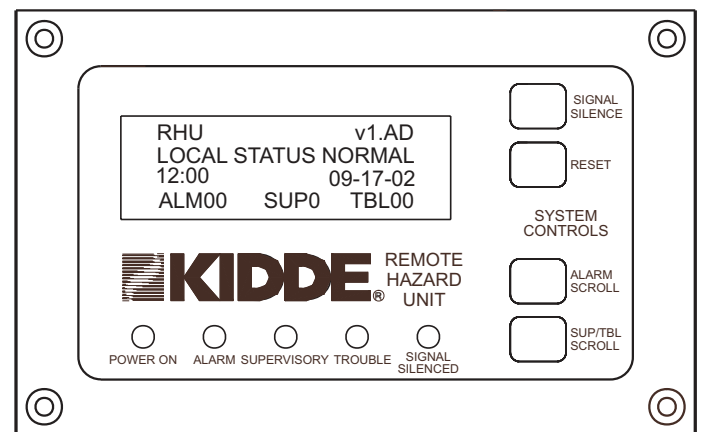 RHU v1.AD
LOCAL STATUS NORMAL
12:00 09-17-02
ALM00 SUP0 TBL00
KIDDE®
REMOTE
HAZARD
UNIT
POWER ON
ALARM
SUPERVISORY
TROUBLE
SIGNAL
SILENCED
SIGNAL
SILENCE
RESET
SYSTEM
CONTROLS
ALARM
SCROLL
SUP/TBL
SCROLL